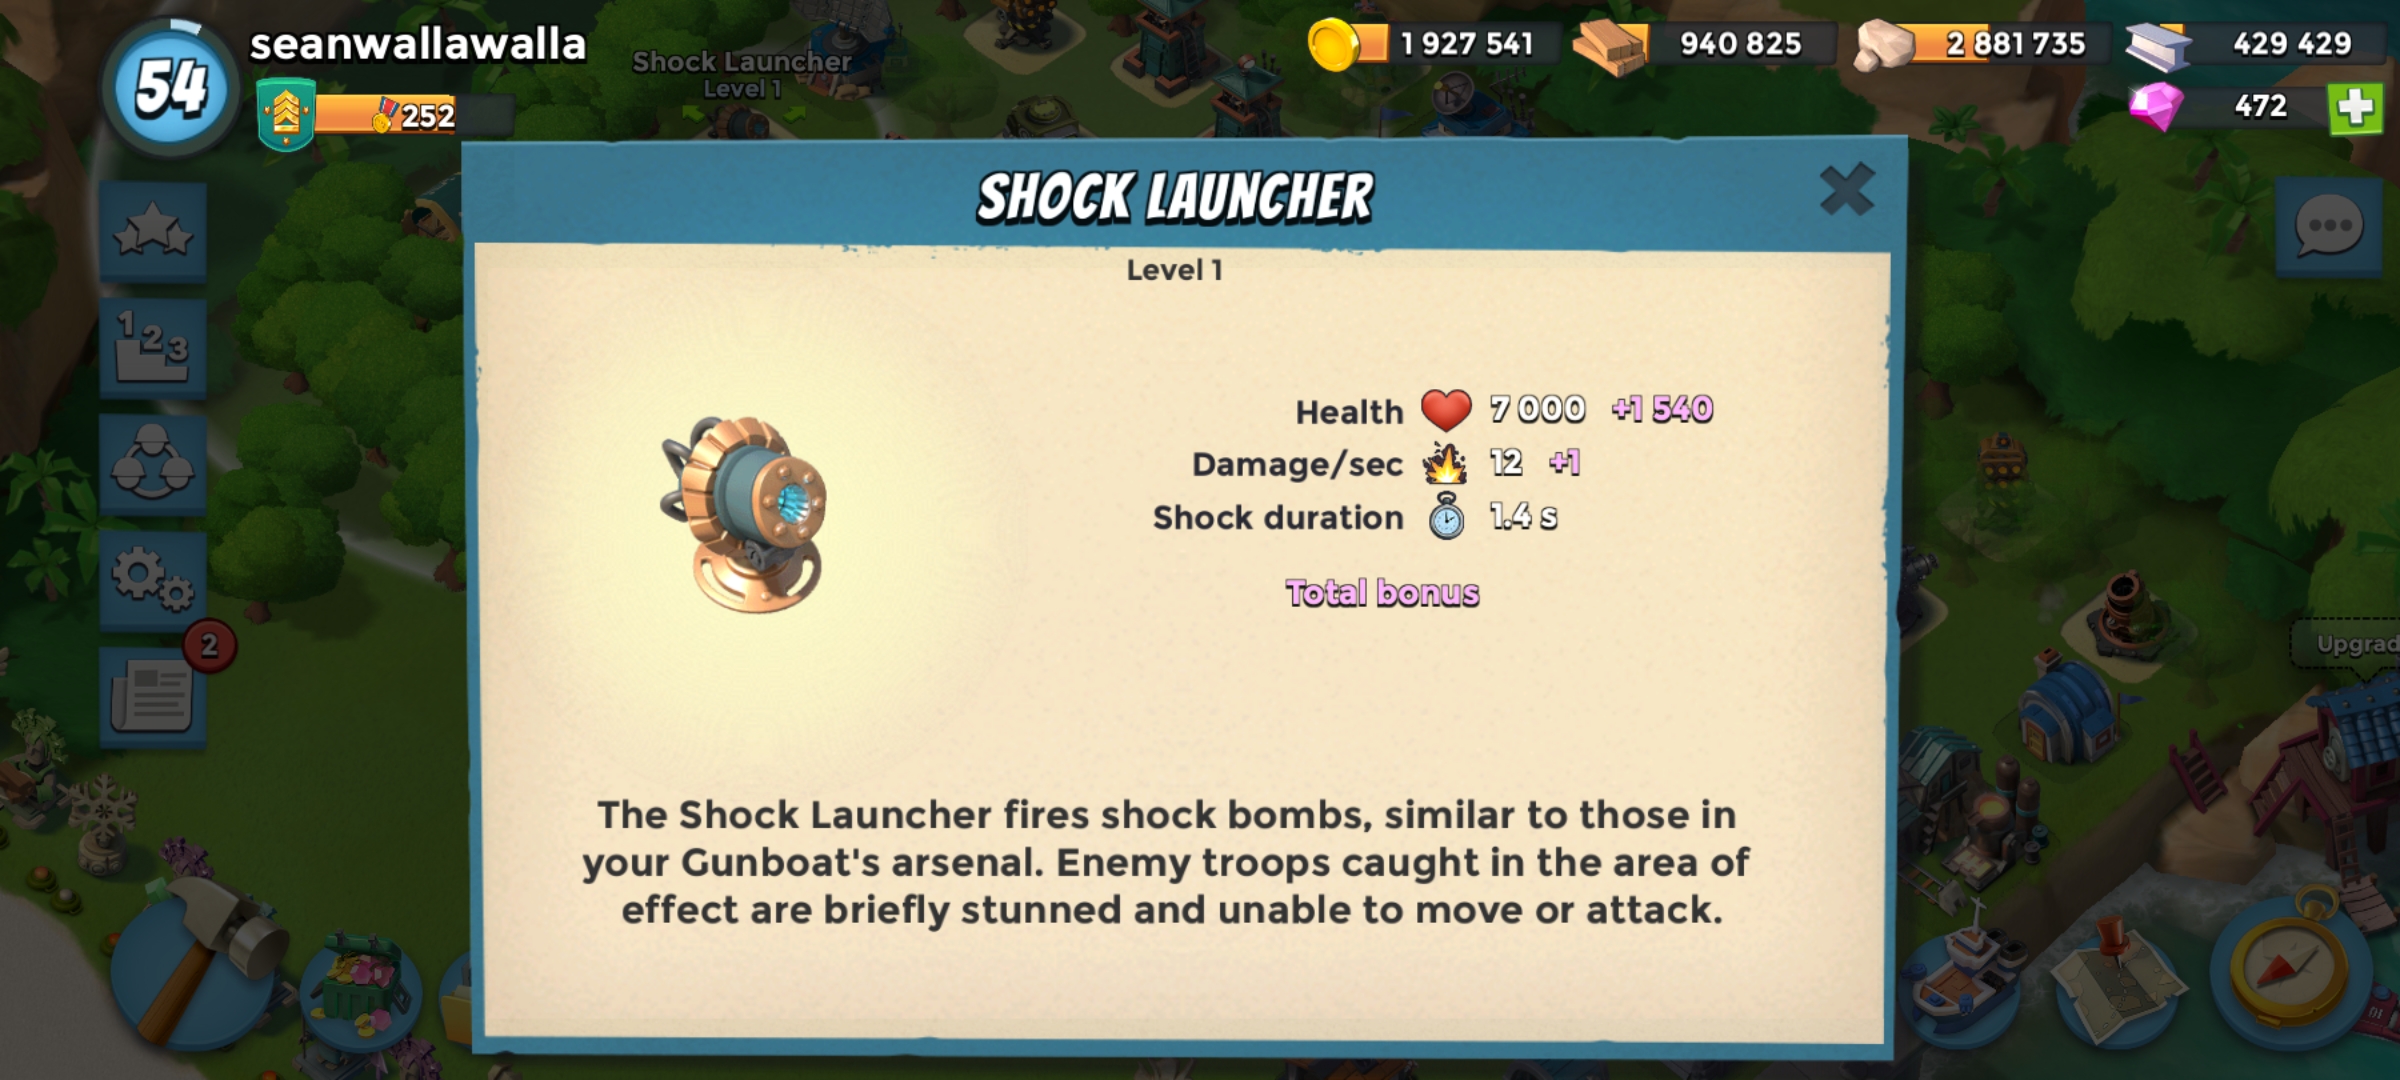 54
seanwallawalla
252
Shock Launcher
Level 1
1 927 541
940 825
2 881 735
429 429
472
SHOCK LAUNCHER
Level 1
Health 7 000 +1 540
Damage/sec 12 +1
Shock duration 1.4 s
Total bonus
The Shock Launcher fires shock bombs, similar to those in
your Gunboat's arsenal. Enemy troops caught in the area of
effect are briefly stunned and unable to move or attack.
1 2 3
2
Upgrad